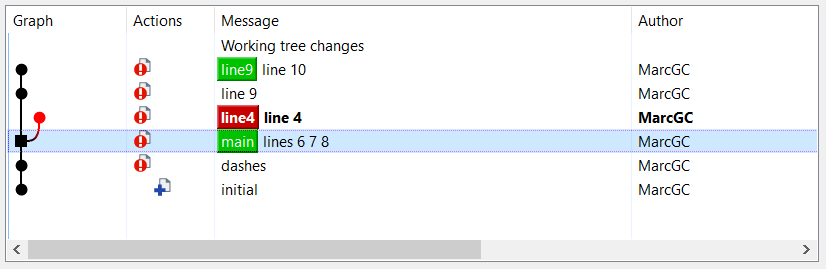 Graph Actions Message Author
Working tree changes
line9 line 10 MarcGC
line 9 MarcGC
line4 line 4 MarcGC
main lines 6 7 8 MarcGC
dashes MarcGC
initial MarcGC